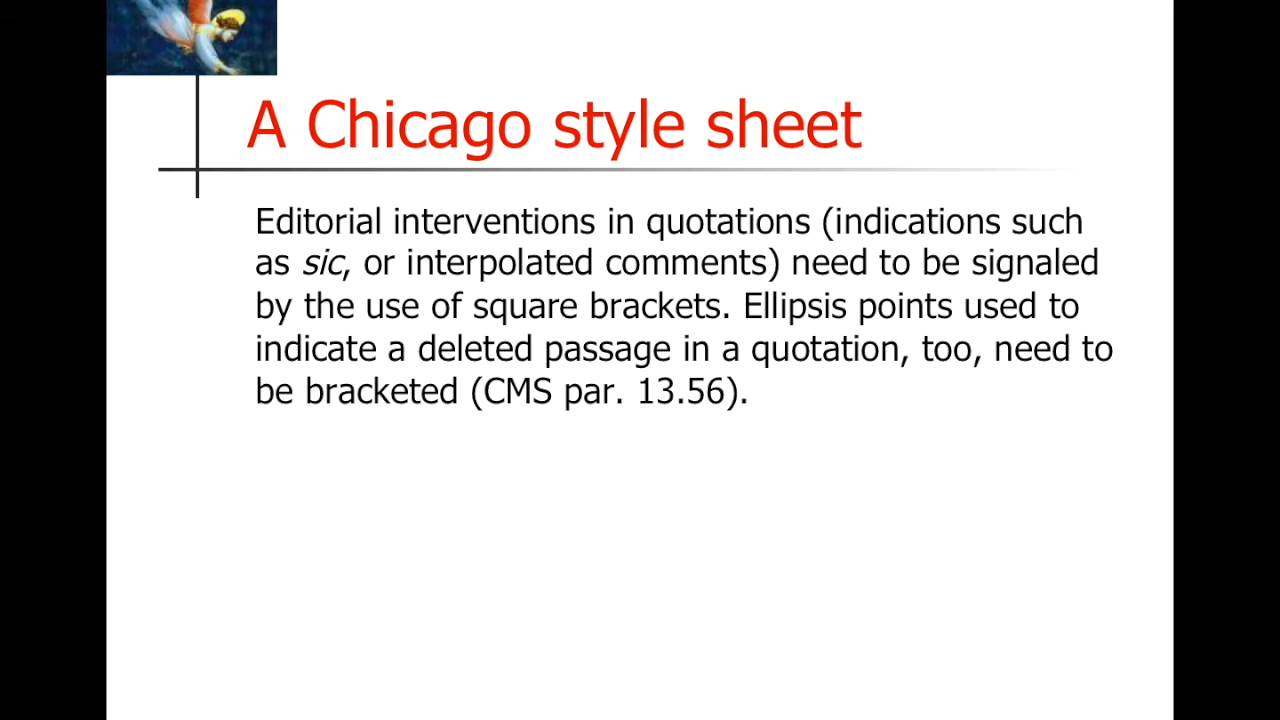 A Chicago style sheet
Editorial interventions in quotations (indications such
as sic, or interpolated comments) need to be signaled
by the use of square brackets. Ellipsis points used to
indicate a deleted passage in a quotation, too, need to
be bracketed (CMS par. 13.56).